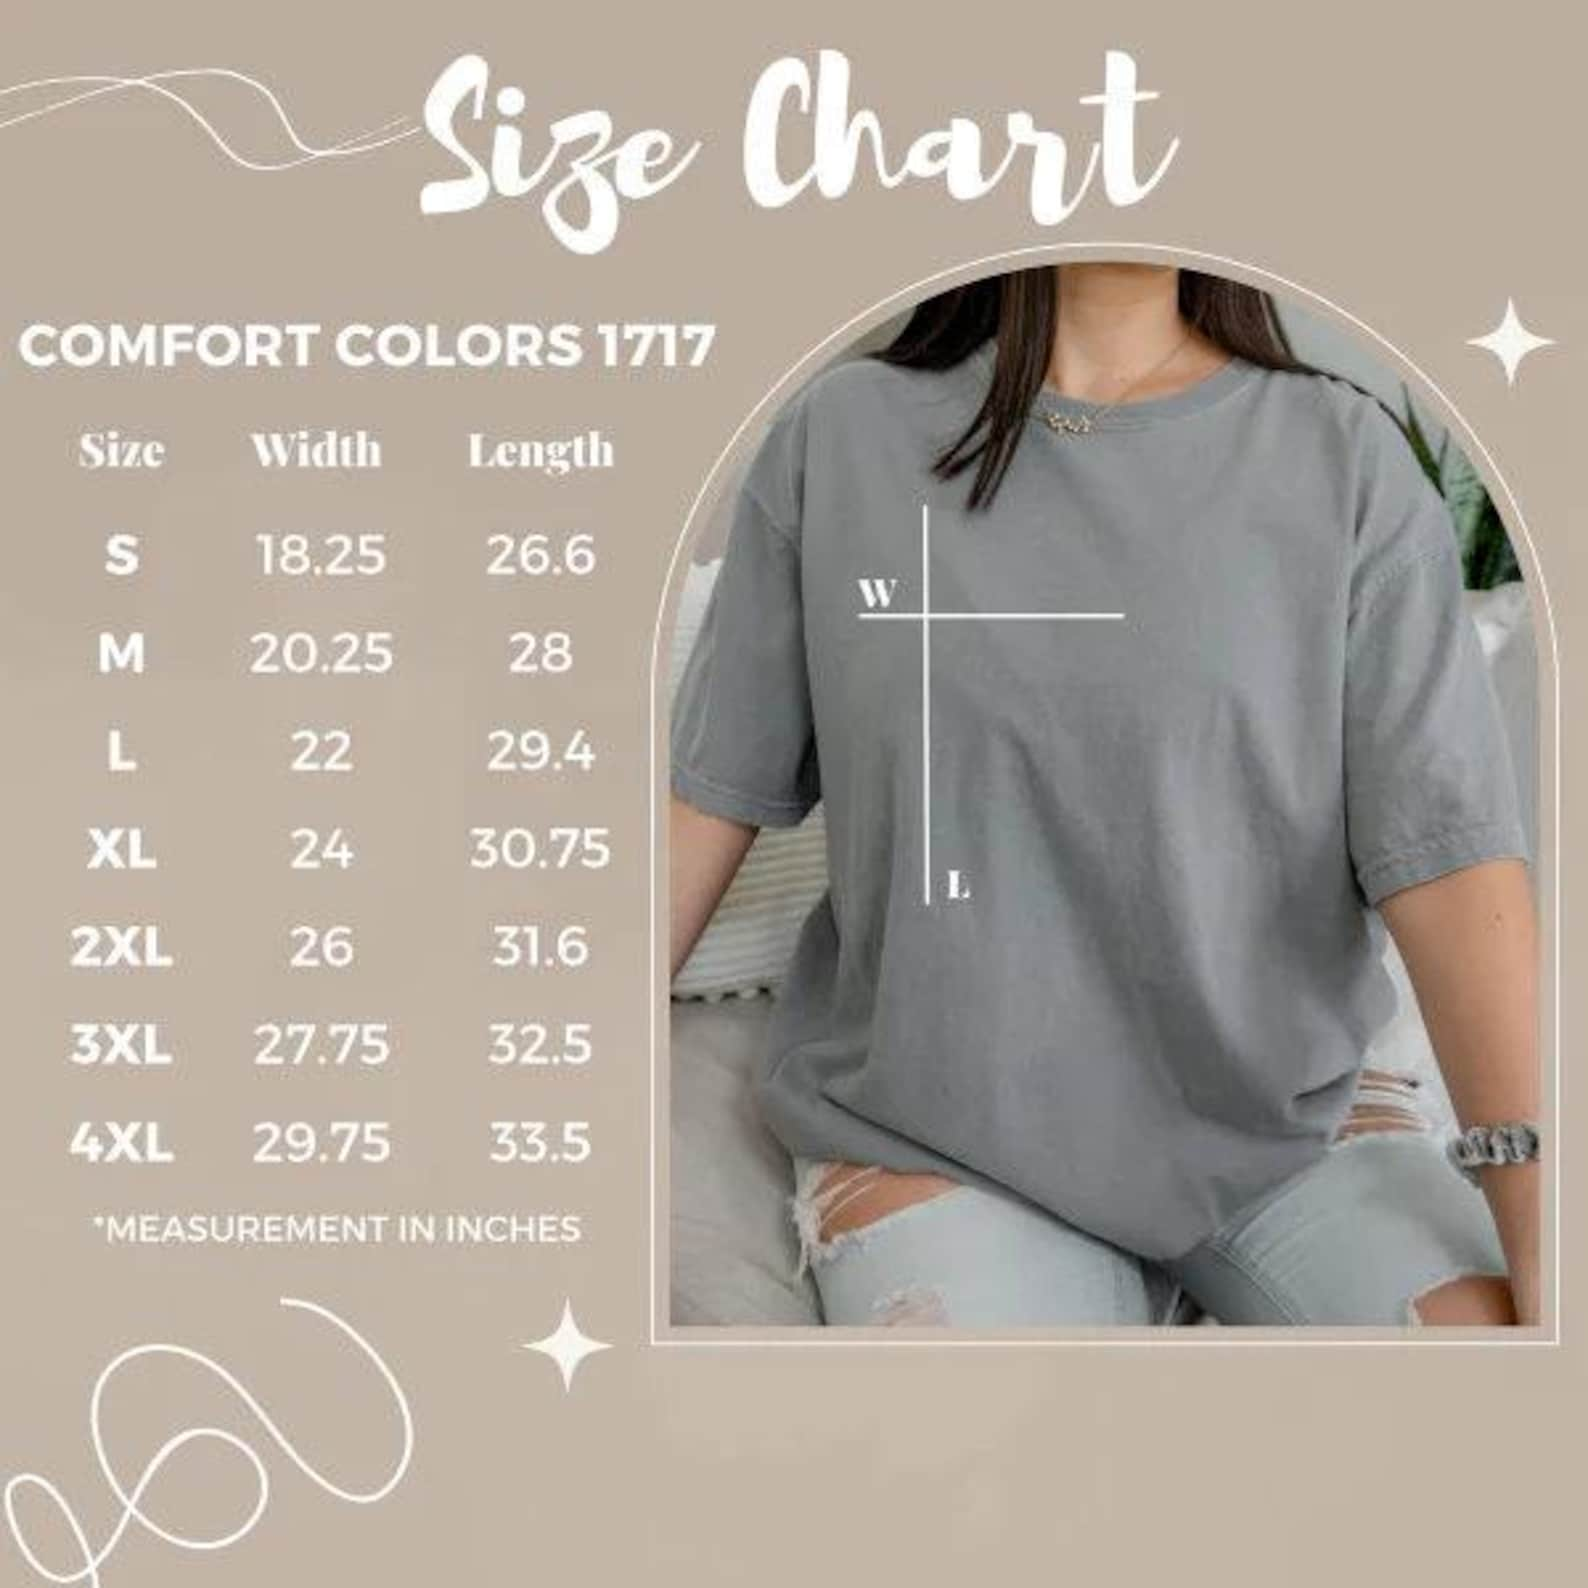 Size Chart
COMFORT COLORS 1717
Size Width Length
S 18.25 26.6
M 20.25 28
L 22 29.4
XL 24 30.75
2XL 26 31.6
3XL 27.75 32.5
4XL 29.75 33.5
*MEASUREMENT IN INCHES
W
L